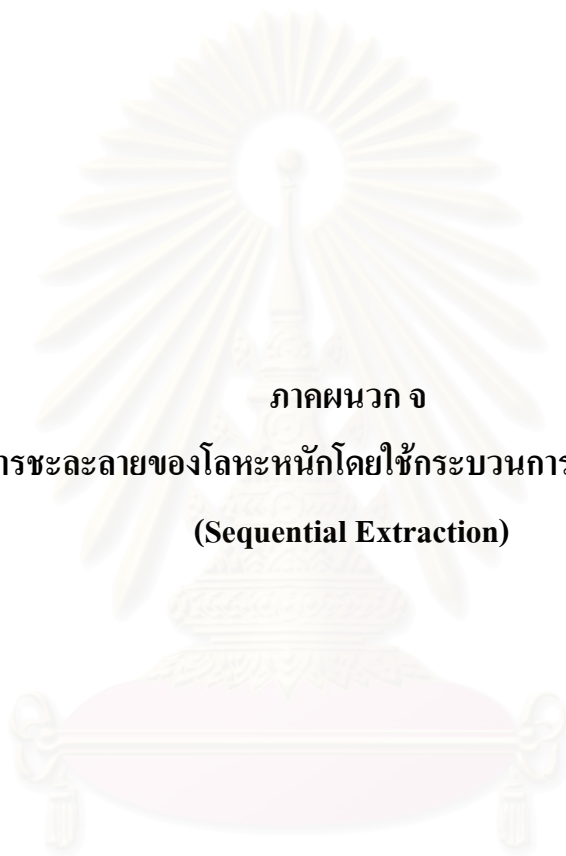 ภาคผนวก จ
ารชะละลายของโลหะหนักโดยใช้กระบวนการ
(Sequential Extraction)